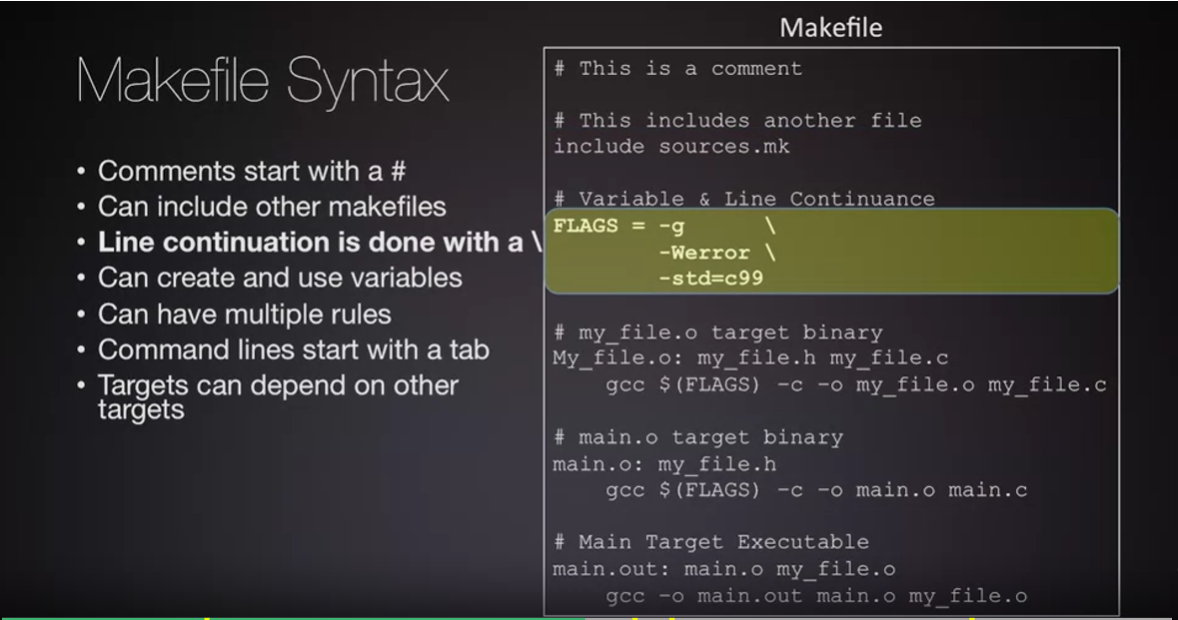 Makefile Syntax
• Comments start with a #
• Can include other makefiles
• Line continuation is done with a \
• Can create and use variables
• Can have multiple rules
• Command lines start with a tab
• Targets can depend on other
targets
Makefile
# This is a comment
# This includes another file
include sources.mk
# Variable & Line Continuance
FLAGS = -g      \
        -Werror \
        -std=c99
# my_file.o target binary
My_file.o: my_file.h my_file.c
    gcc $(FLAGS) -c -o my_file.o my_file.c
# main.o target binary
main.o: my_file.h
    gcc $(FLAGS) -c -o main.o main.c
# Main Target Executable
main.out: main.o my_file.o
    gcc -o main.out main.o my_file.o